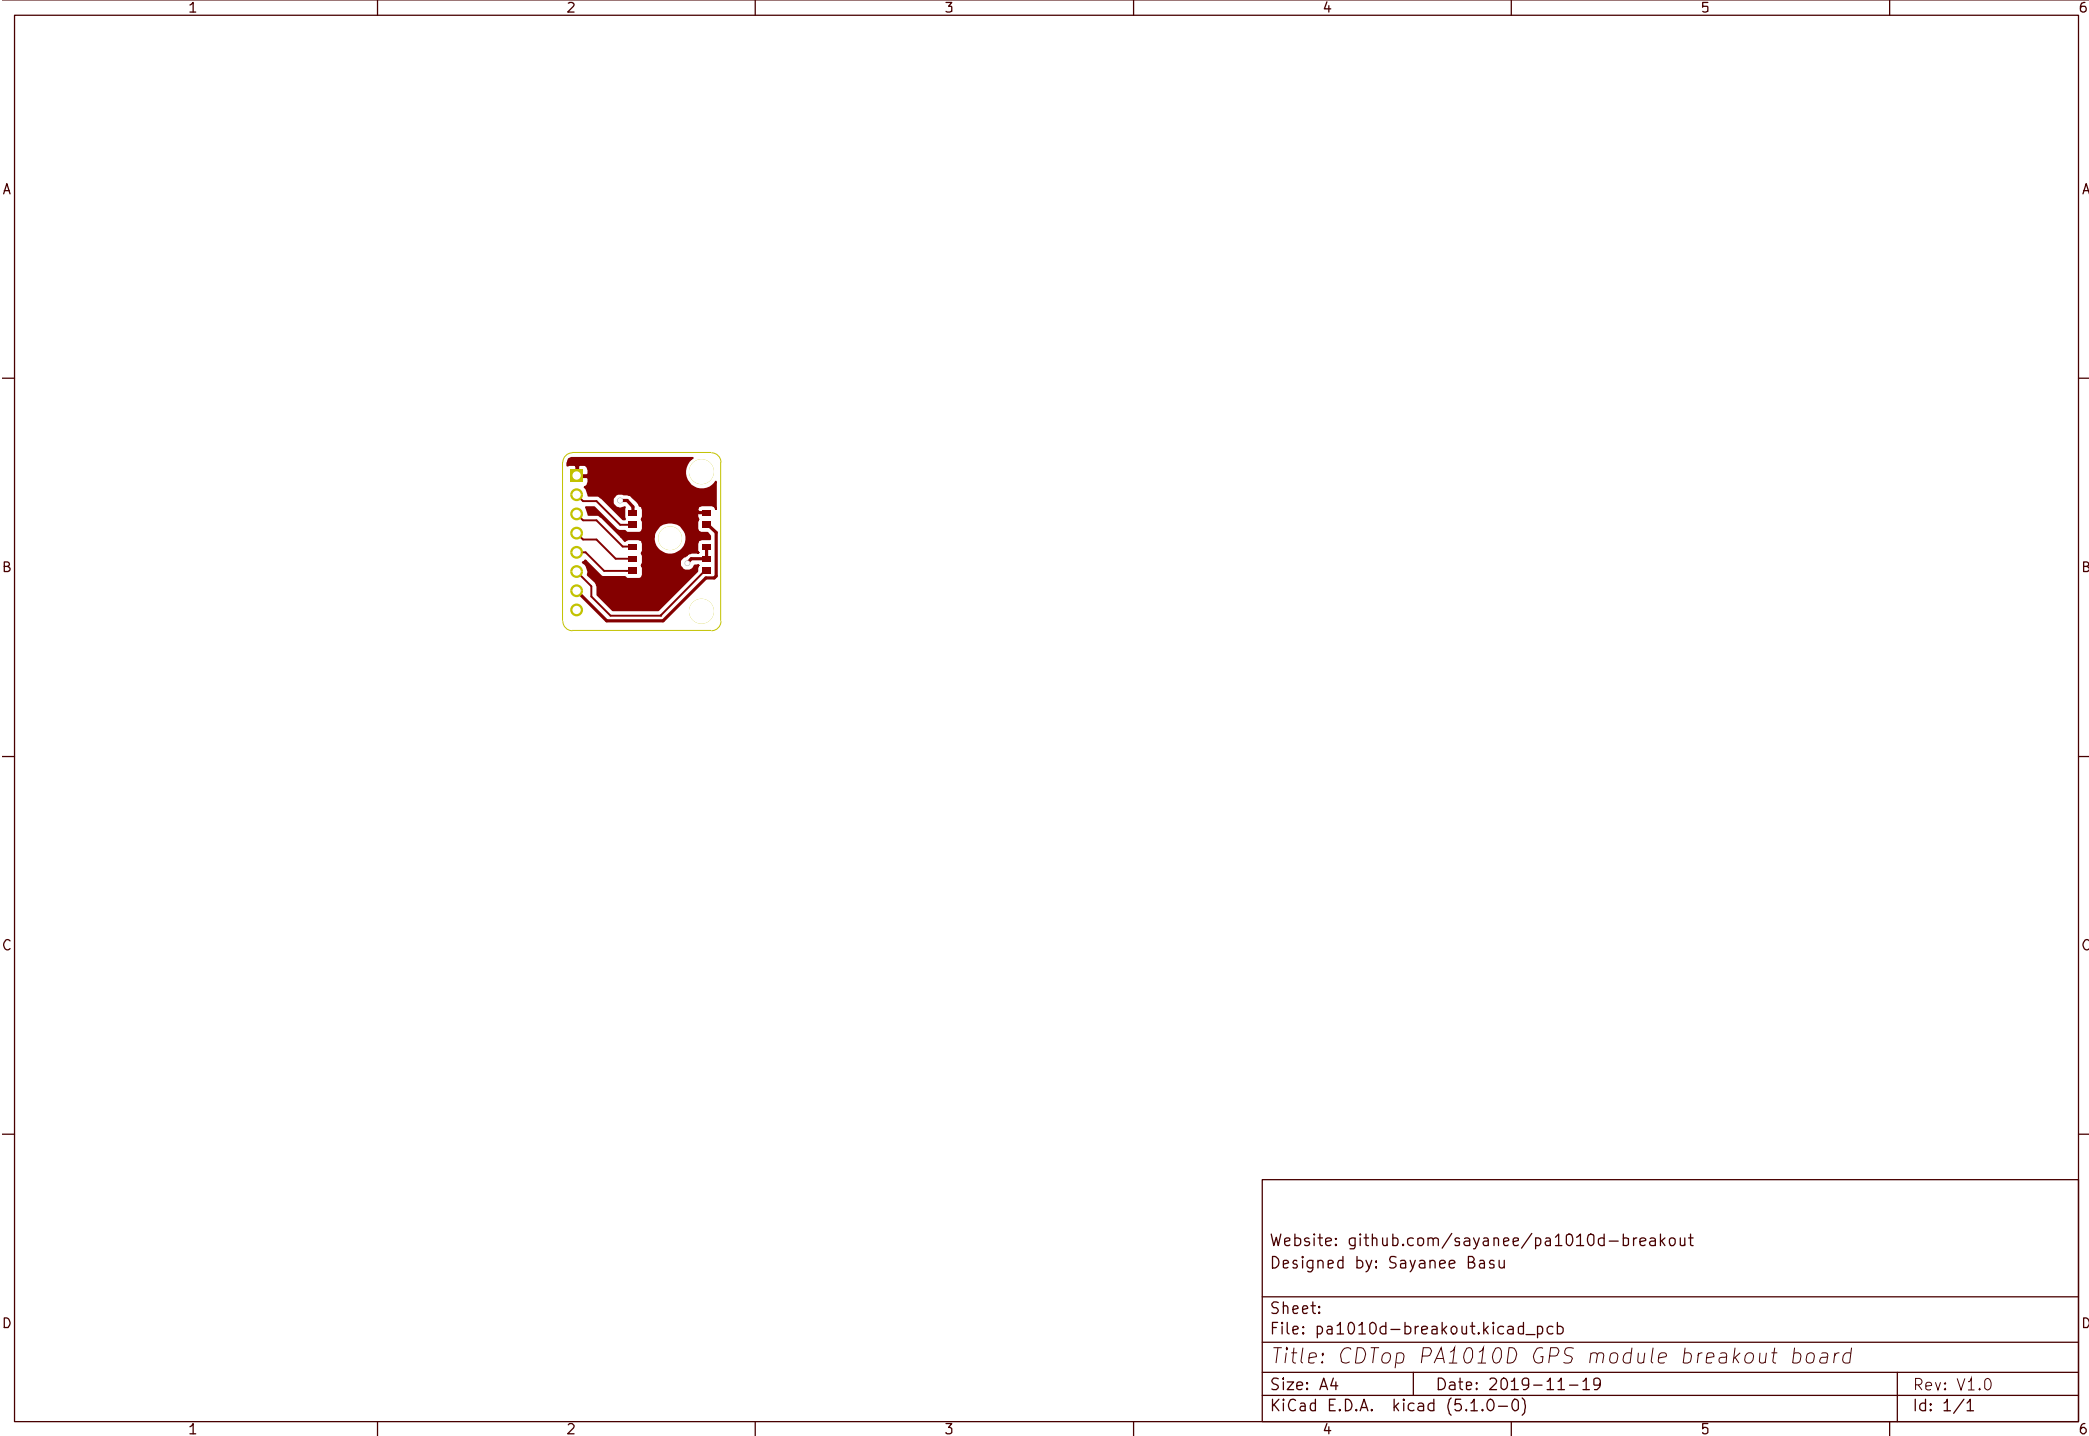 1 2 3 4 5 6
A A
B B
C C
D D
Website: github.com/sayanee/pa1010d-breakout
Designed by: Sayanee Basu
Sheet:
File: pa1010d-breakout.kicad_pcb
Title: CDTop PA1010D GPS module breakout board
Size: A4 Date: 2019-11-19 Rev: V1.0
KiCad E.D.A. kicad (5.1.0-0) Id: 1/1
1 2 3 4 5 6